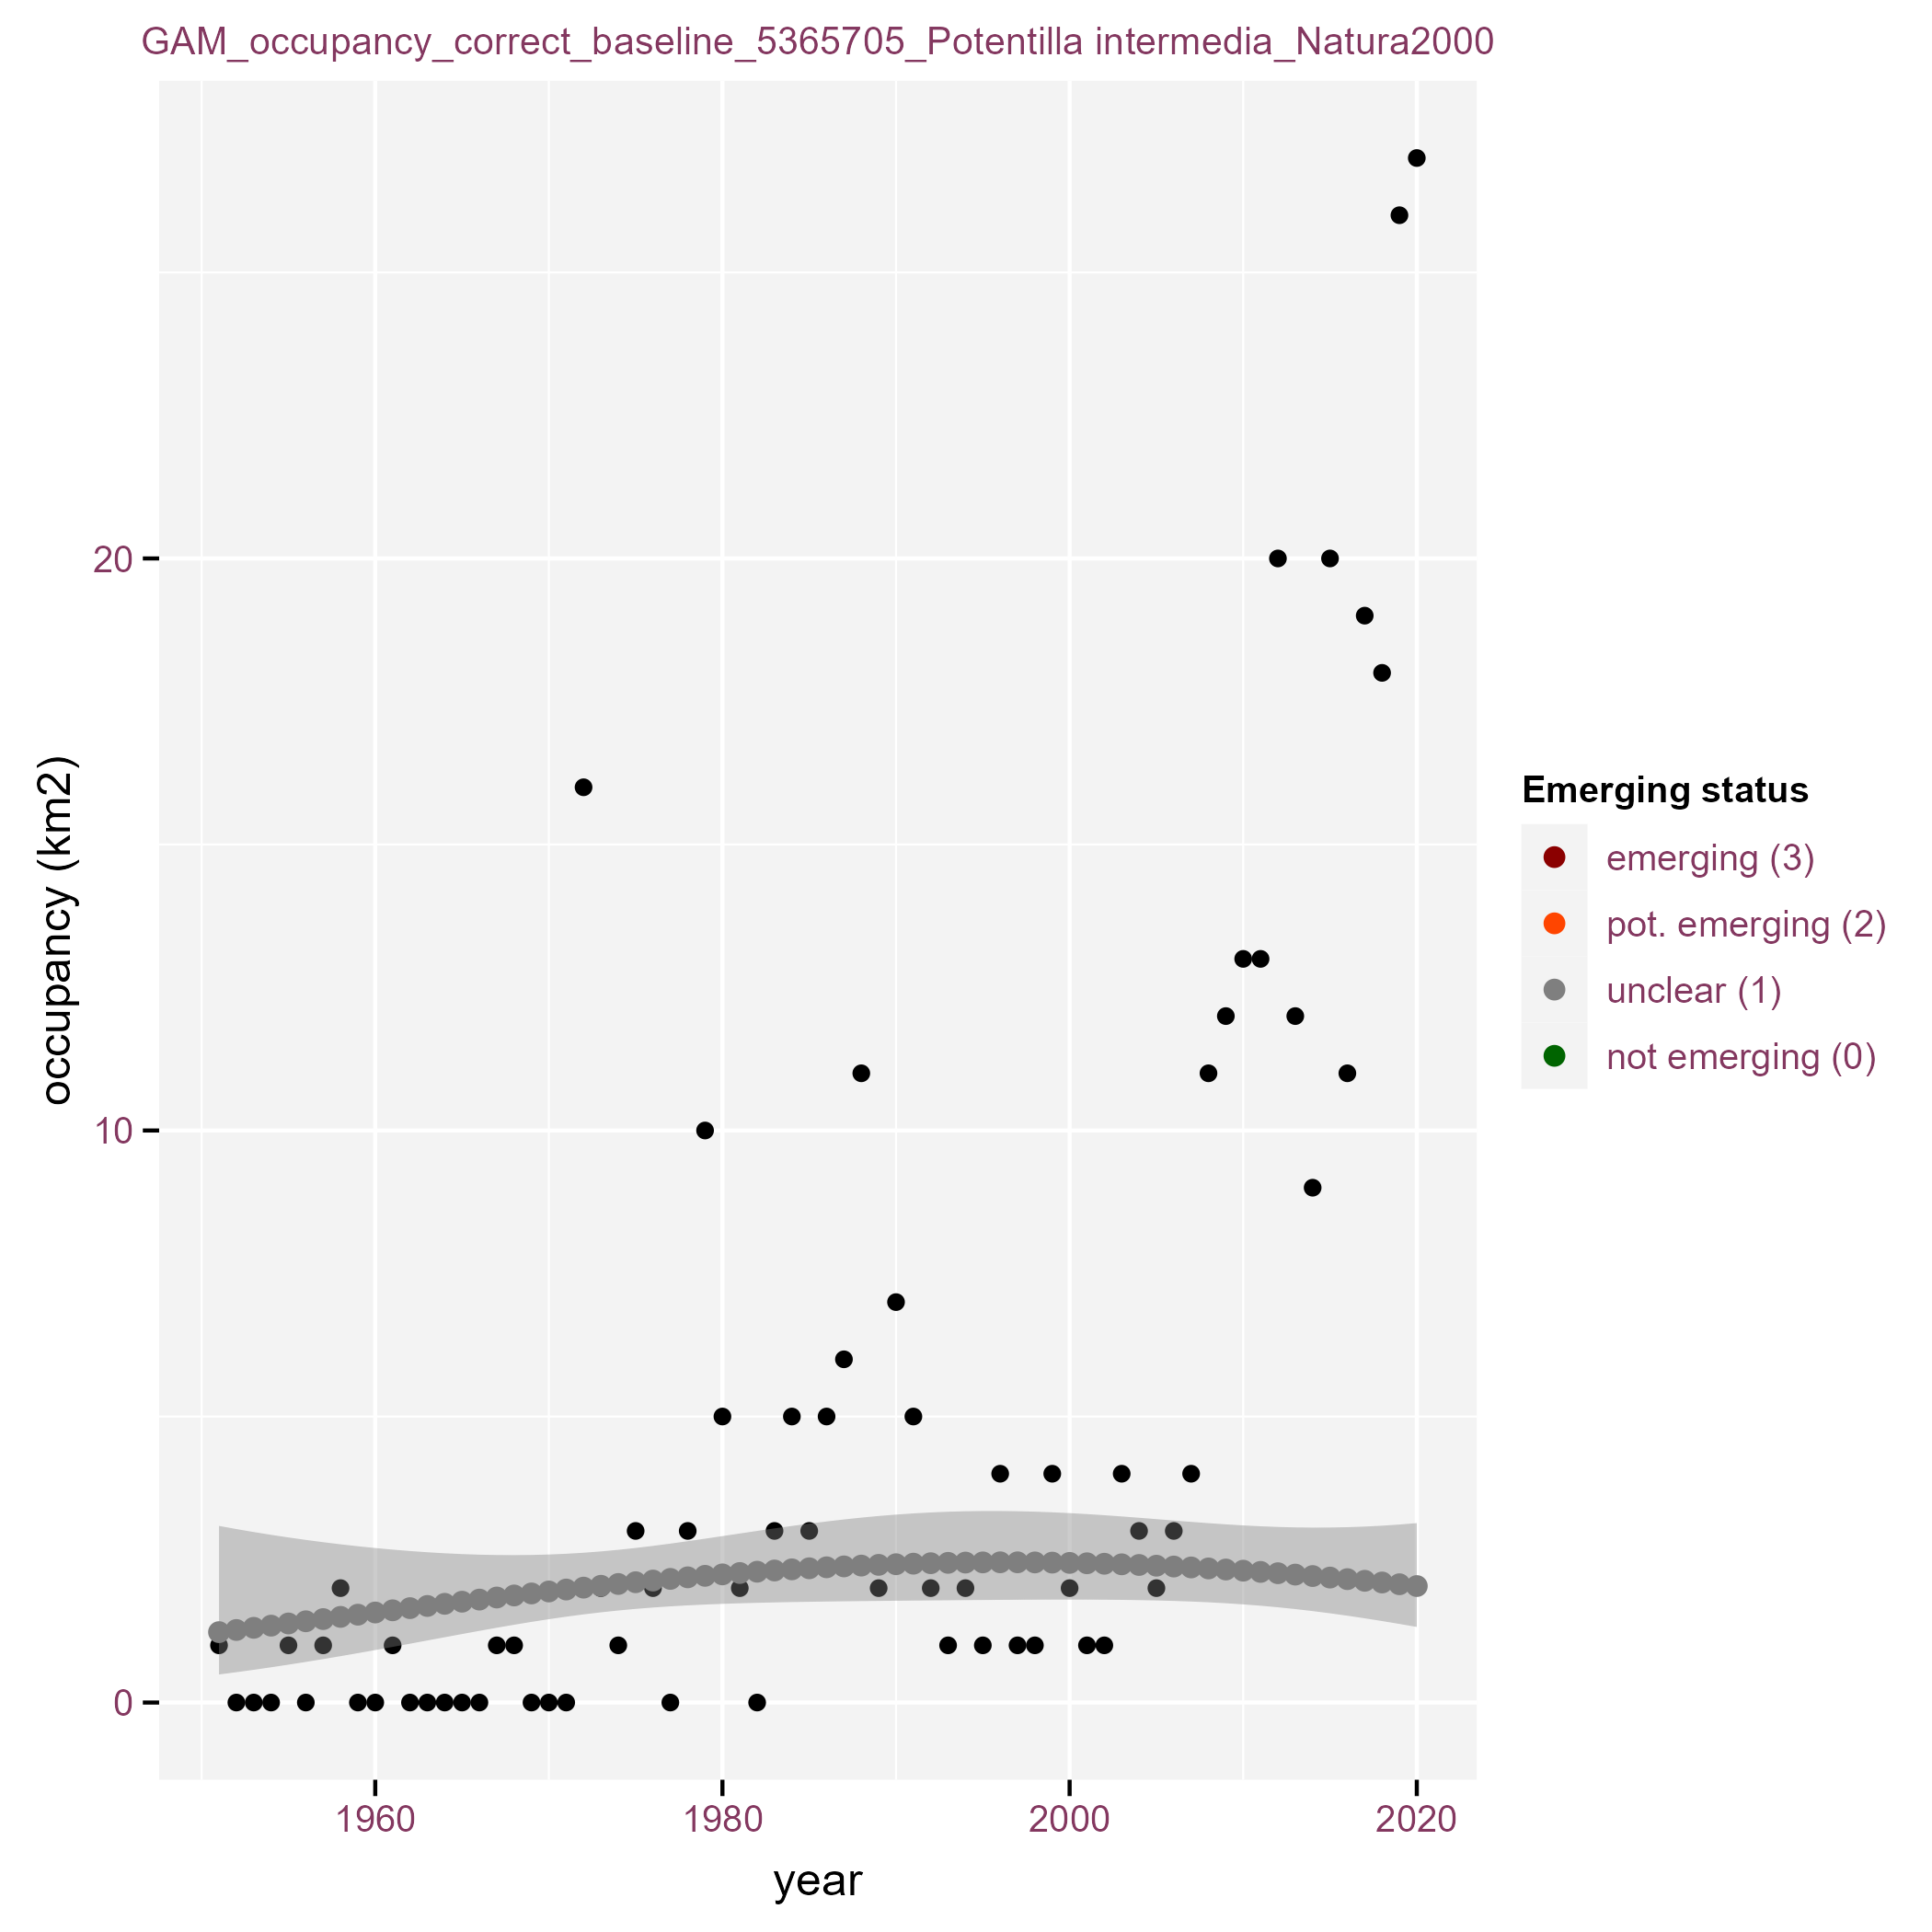 GAM_occupancy_correct_baseline_5365705_Potentilla intermedia_Natura2000
20
10
0
occupancy (km2)
1960
1980
2000
2020
year
Emerging status
emerging (3)
pot. emerging (2)
unclear (1)
not emerging (0)